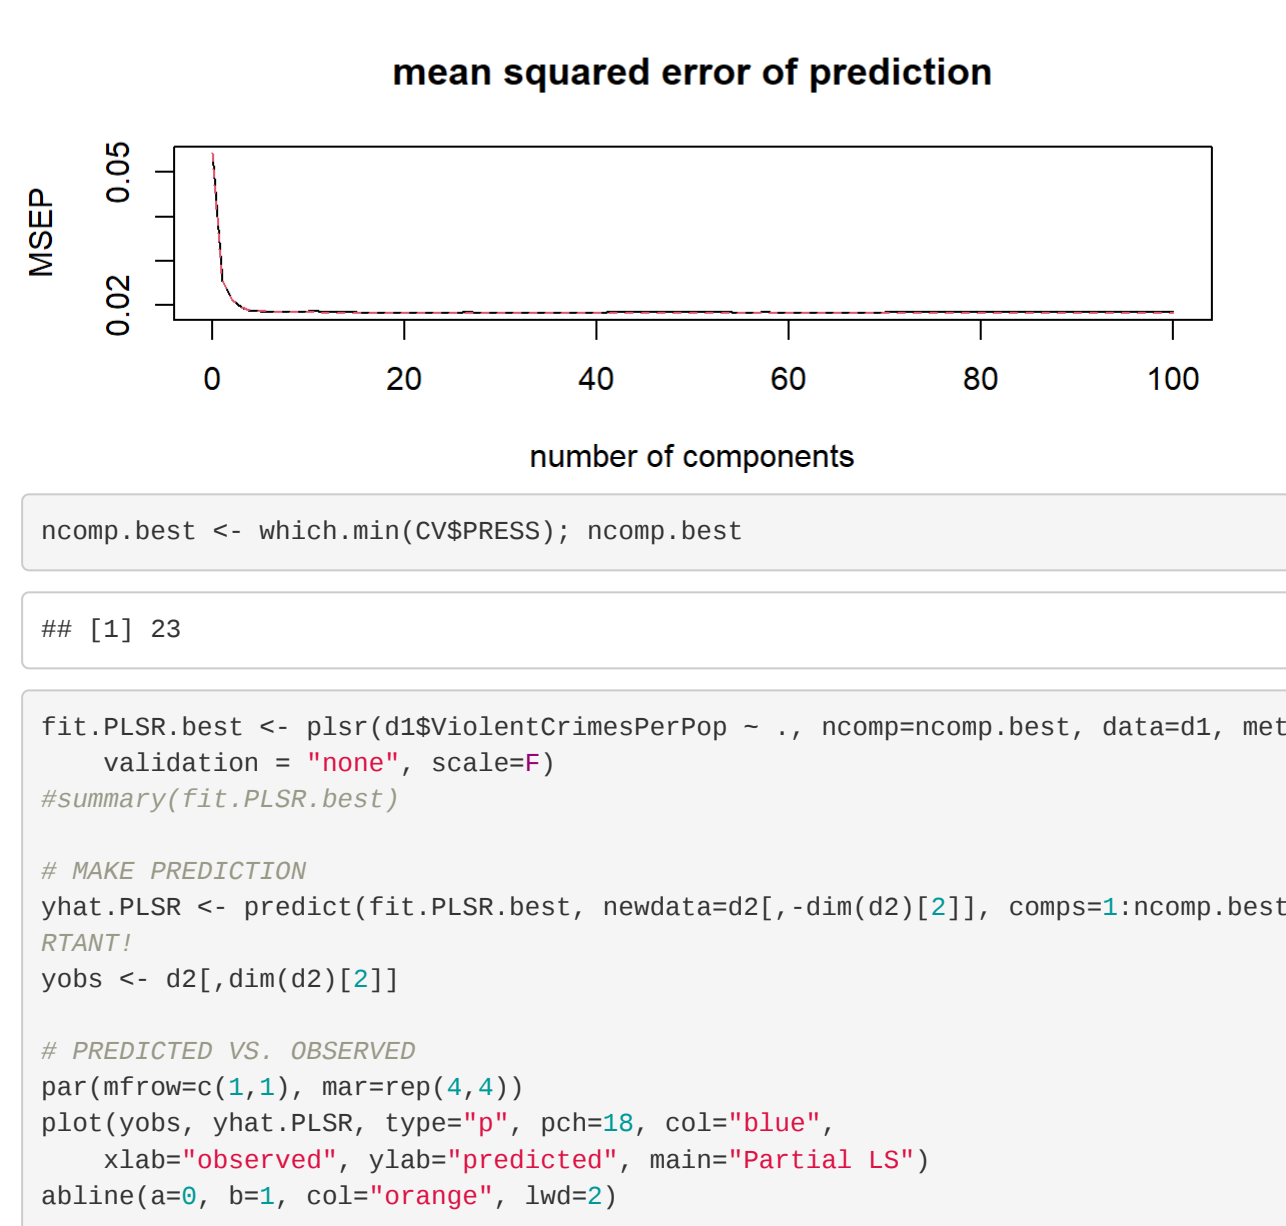 mean squared error of prediction
0.05
MSEP
0.02
0 20 40 60 80 100
number of components
ncomp.best <- which.min(CV$PRESS); ncomp.best
## [1] 23
fit.PLSR.best <- plsr(d1$ViolentCrimesPerPop ~ ., ncomp=ncomp.best, data=d1, met
    validation = "none", scale=F)
#summary(fit.PLSR.best)
# MAKE PREDICTION
yhat.PLSR <- predict(fit.PLSR.best, newdata=d2[,-dim(d2)[2]], comps=1:ncomp.best
RTANT!
yobs <- d2[,dim(d2)[2]]
# PREDICTED VS. OBSERVED
par(mfrow=c(1,1), mar=rep(4,4))
plot(yobs, yhat.PLSR, type="p", pch=18, col="blue",
    xlab="observed", ylab="predicted", main="Partial LS")
abline(a=0, b=1, col="orange", lwd=2)